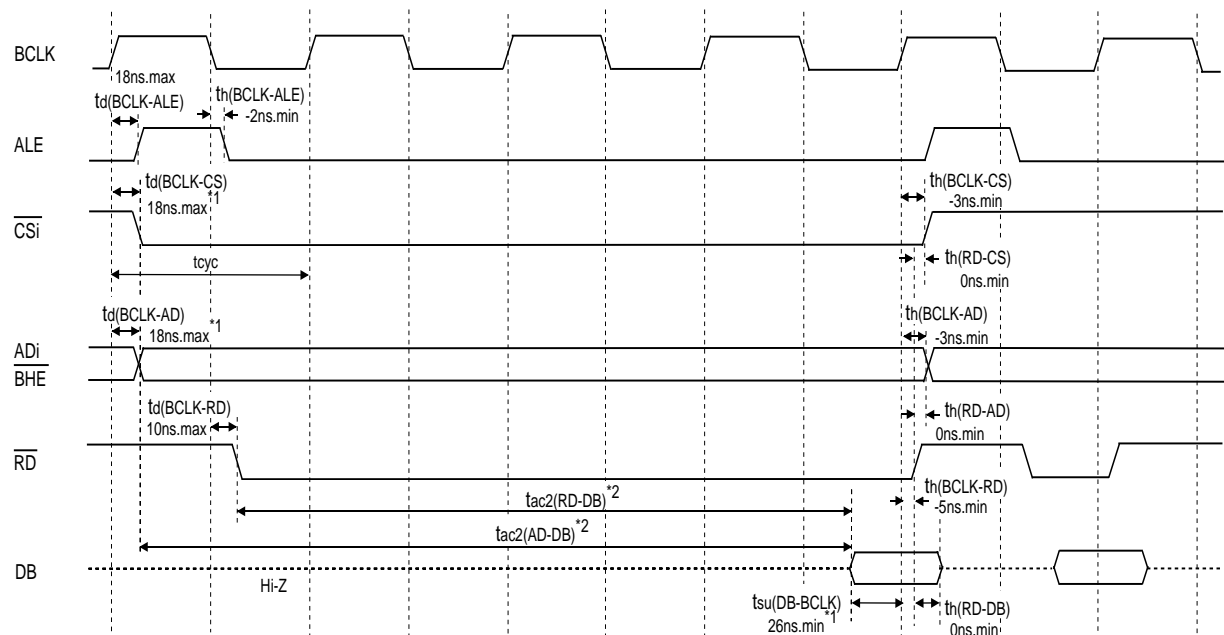 BCLK
18ns.max
td(BCLK-ALE)
th(BCLK-ALE)
-2ns.min
ALE
td(BCLK-CS)
18ns.max*1
th(BCLK-CS)
-3ns.min
CSi
tcyc
th(RD-CS)
0ns.min
td(BCLK-AD)
18ns.max*1
th(BCLK-AD)
-3ns.min
ADi
BHE
td(BCLK-RD)
10ns.max
th(RD-AD)
0ns.min
RD
th(BCLK-RD)
-5ns.min
tac2(RD-DB)*2
tac2(AD-DB)*2
DB
Hi-Z
tsu(DB-BCLK)
26ns.min*1
th(RD-DB)
0ns.min